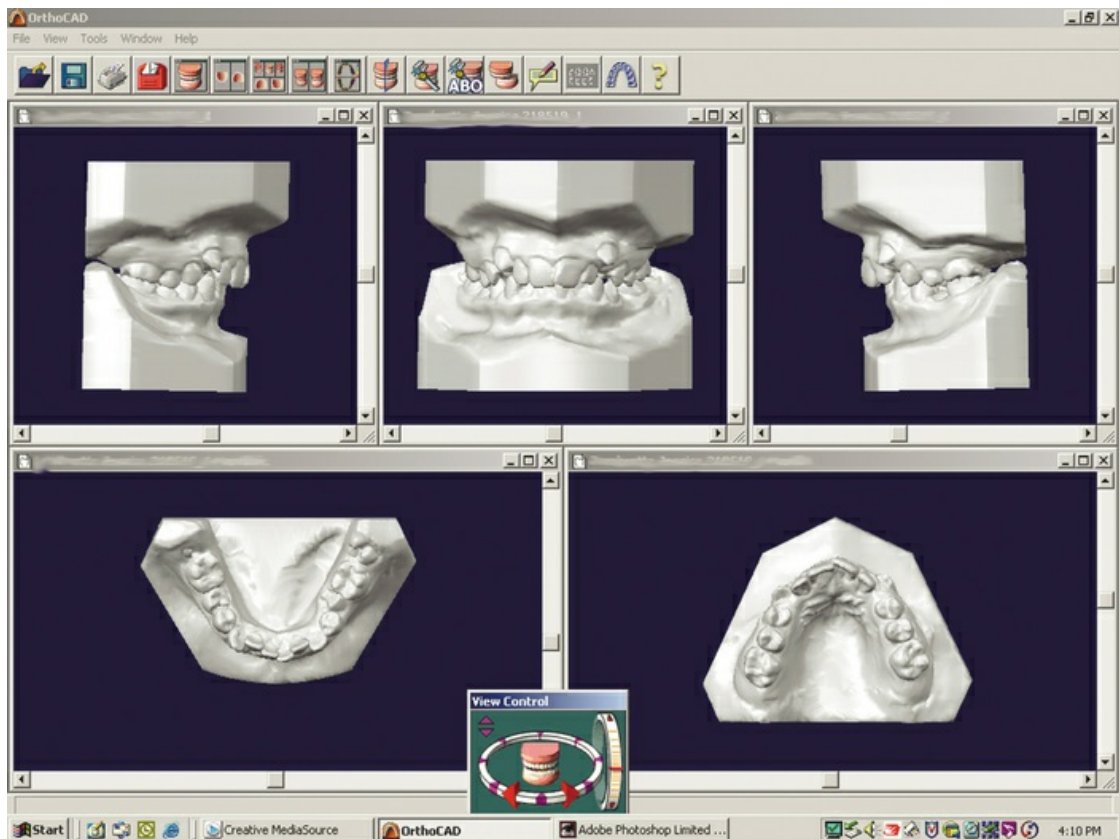 OrthoCAD
File View Tools Window Help
ABO
View Control
Start Creative MediaSource OrthoCAD Adobe Photoshop Limited ... 4:10 PM